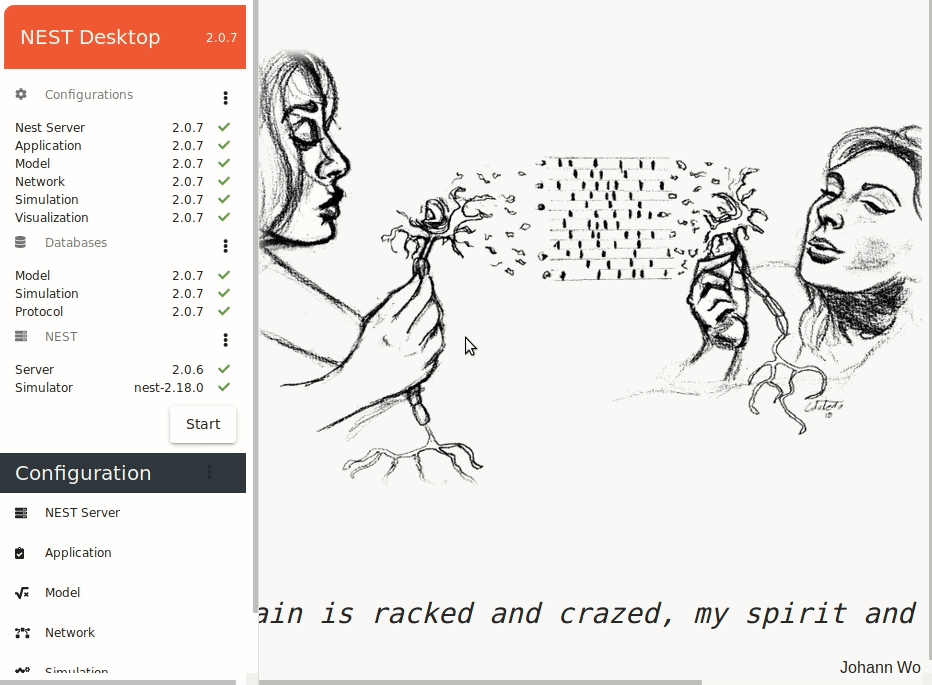 NEST Desktop 2.0.7
Configurations
Nest Server 2.0.7
Application 2.0.7
Model 2.0.7
Network 2.0.7
Simulation 2.0.7
Visualization 2.0.7
Databases
Model 2.0.7
Simulation 2.0.7
Protocol 2.0.7
NEST
Server 2.0.6
Simulator nest-2.18.0
Start
Configuration
NEST Server
Application
Model
Network
Simulation
ain is racked and crazed, my spirit and
Johann Wo